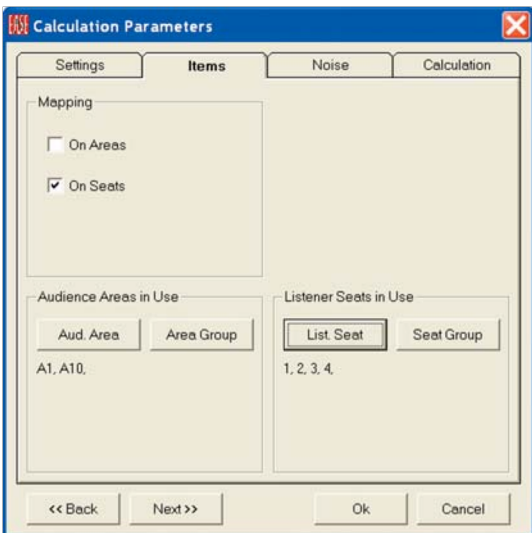 EASE Calculation Parameters
Settings Items Noise Calculation
Mapping
On Areas
On Seats
Audience Areas in Use
Aud. Area Area Group
A1, A10,
Listener Seats in Use
List. Seat Seat Group
1, 2, 3, 4,
<< Back Next >> Ok Cancel